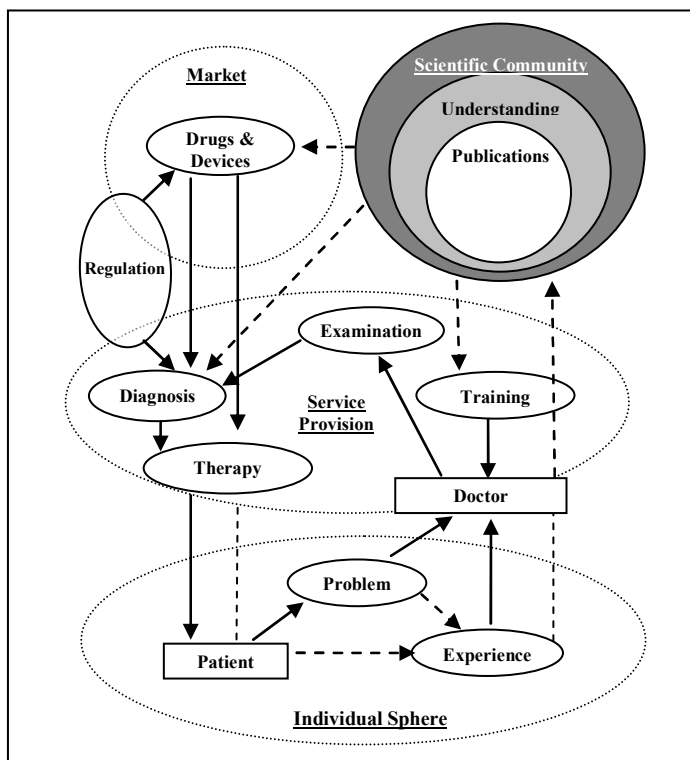 Market
Scientific Community
Understanding
Publications
Drugs &
Devices
Regulation
Examination
Diagnosis
Service
Provision
Training
Therapy
Doctor
Problem
Patient
Experience
Individual Sphere